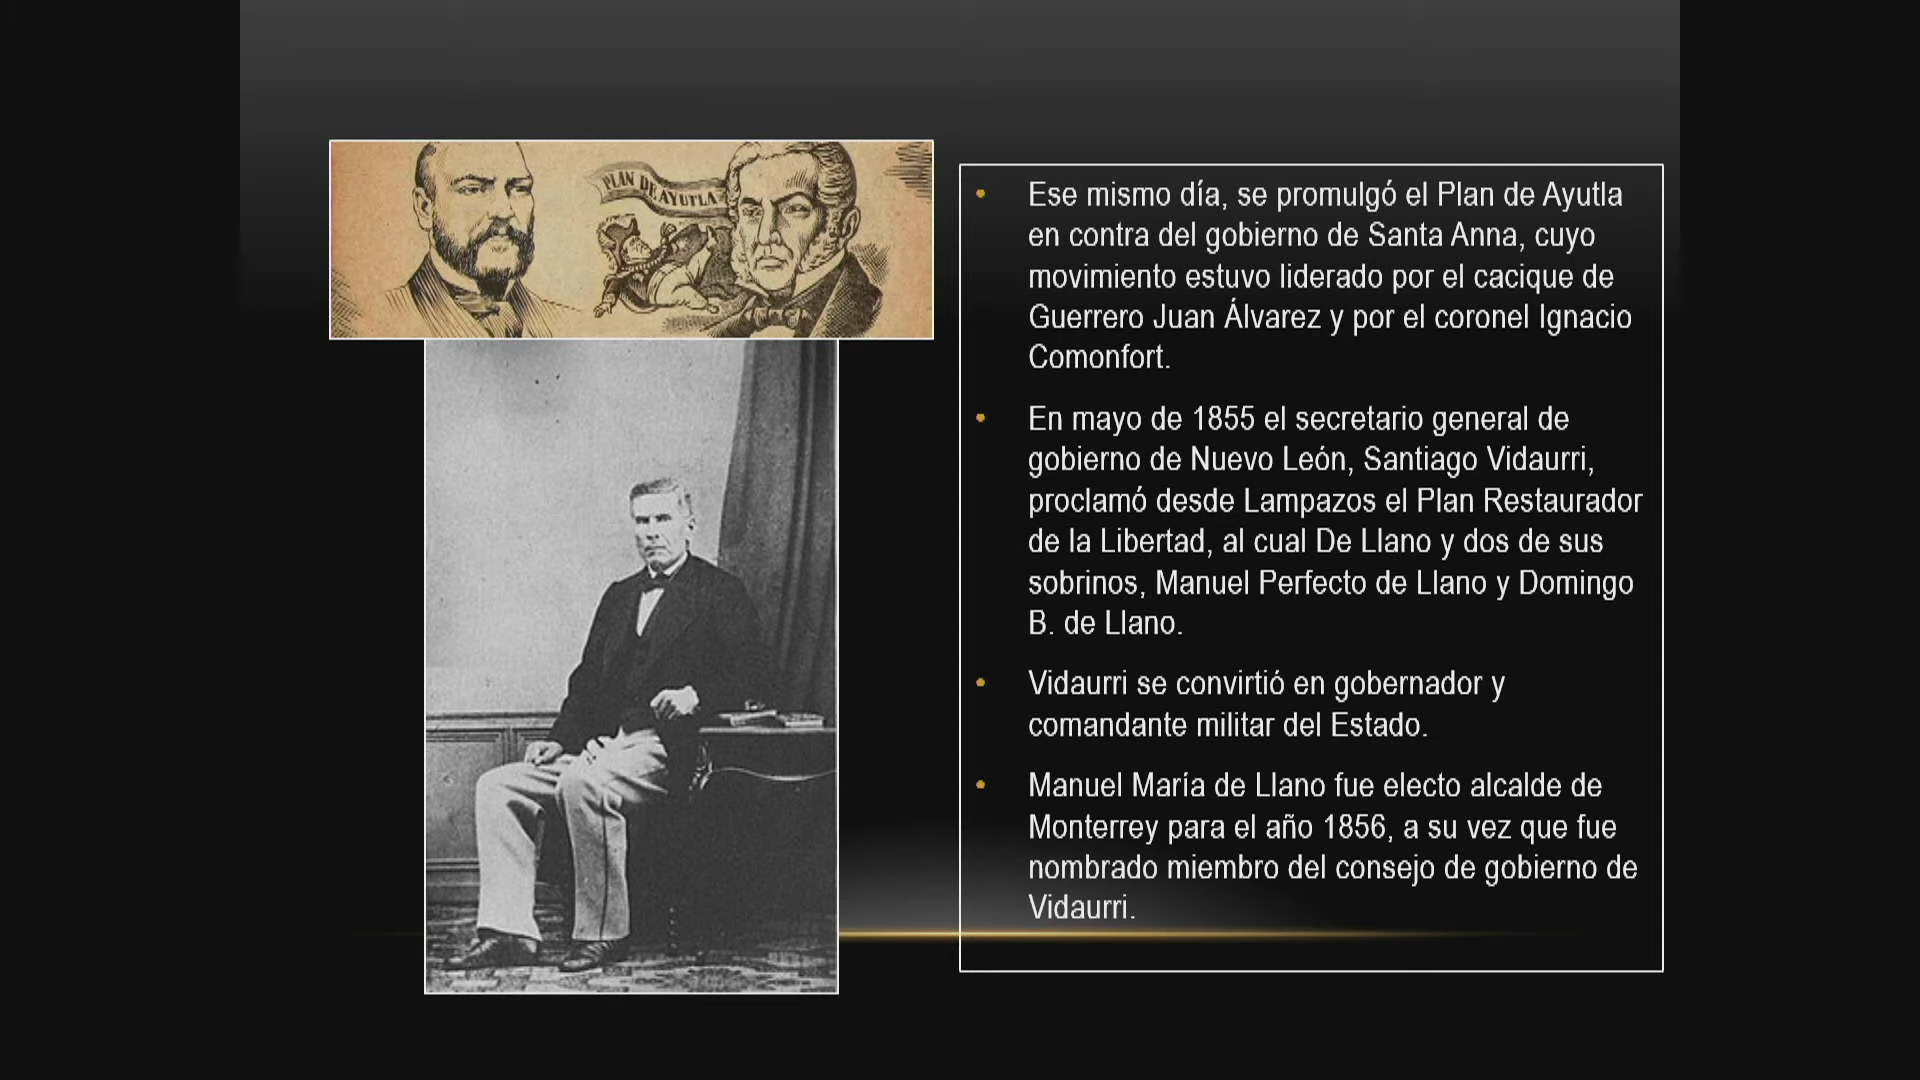 PLAN DE AYUTLA
Ese mismo día, se promulgó el Plan de Ayutla
en contra del gobierno de Santa Anna, cuyo
movimiento estuvo liderado por el cacique de
Guerrero Juan Álvarez y por el coronel Ignacio
Comonfort.
En mayo de 1855 el secretario general de
gobierno de Nuevo León, Santiago Vidaurri,
proclamó desde Lampazos el Plan Restaurador
de la Libertad, al cual De Llano y dos de sus
sobrinos, Manuel Perfecto de Llano y Domingo
B. de Llano.
Vidaurri se convirtió en gobernador y
comandante militar del Estado.
Manuel María de Llano fue electo alcalde de
Monterrey para el año 1856, a su vez que fue
nombrado miembro del consejo de gobierno de
Vidaurri.